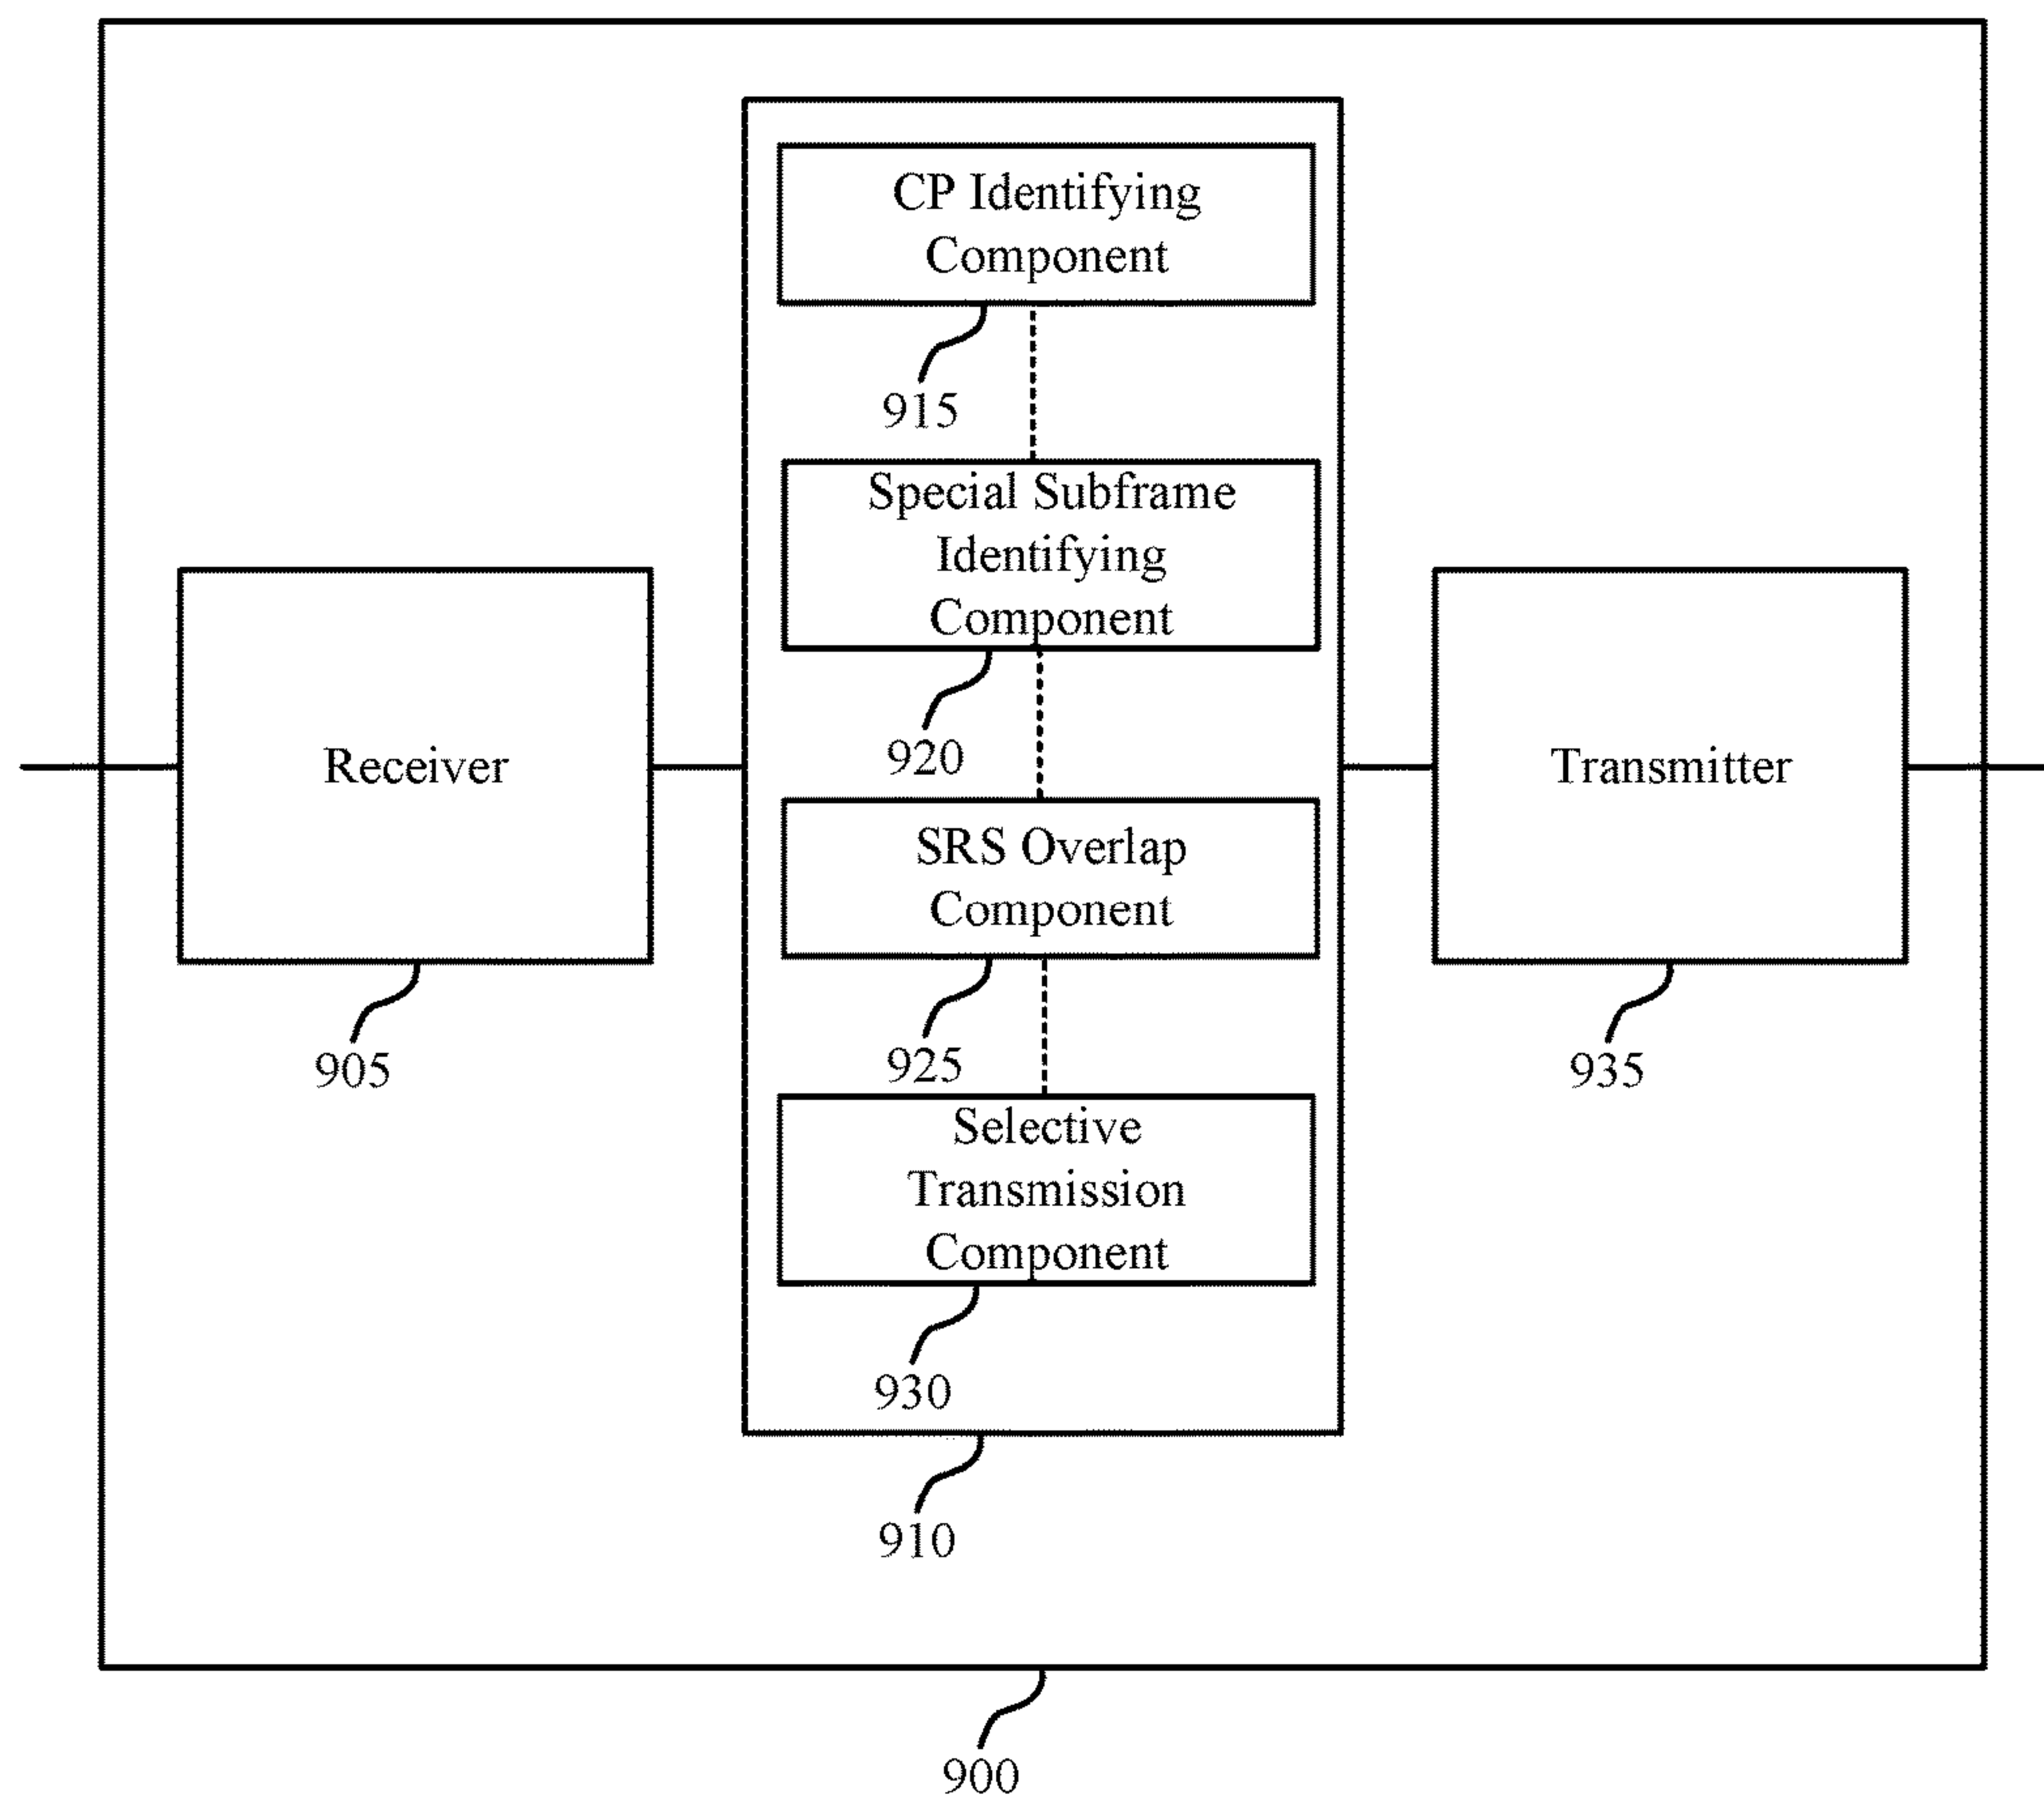 CP Identifying
Component
915
Special Subframe
Identifying
Component
920
Receiver
905
SRS Overlap
Component
925
Transmitter
935
Selective
Transmission
Component
930
910
900